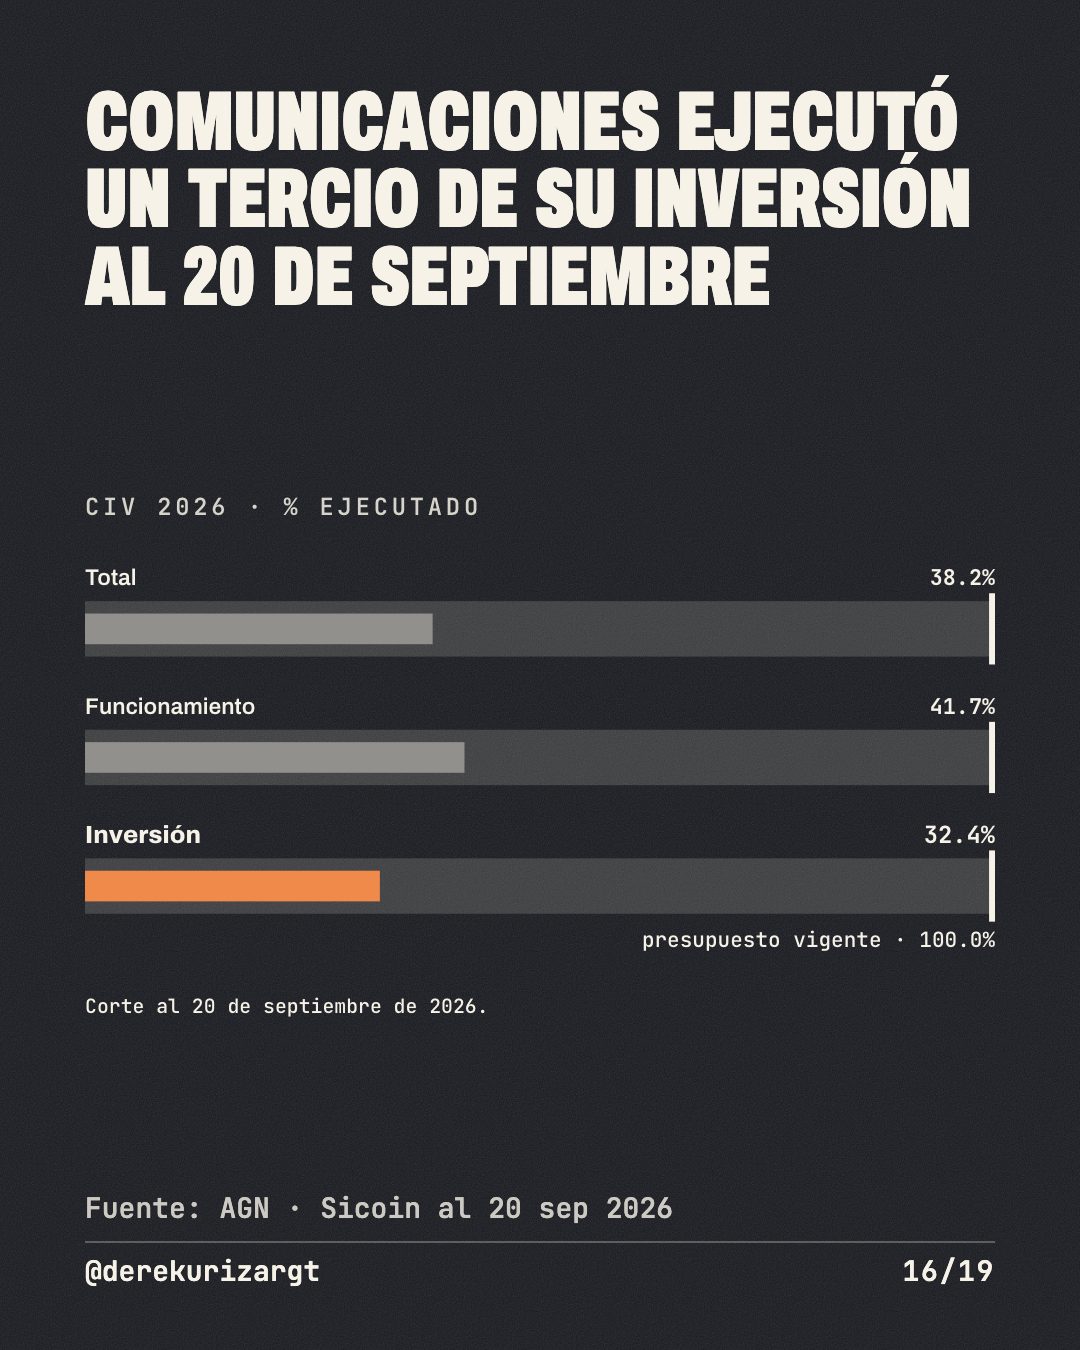 COMUNICACIONES EJECUTÓ
UN TERCIO DE SU INVERSIÓN
AL 20 DE SEPTIEMBRE
CIV 2026 · % EJECUTADO
Total 38.2%
Funcionamiento 41.7%
Inversión 32.4%
presupuesto vigente · 100.0%
Corte al 20 de septiembre de 2026.
Fuente: AGN · Sicoin al 20 sep 2026
@derekurizargt 16/19